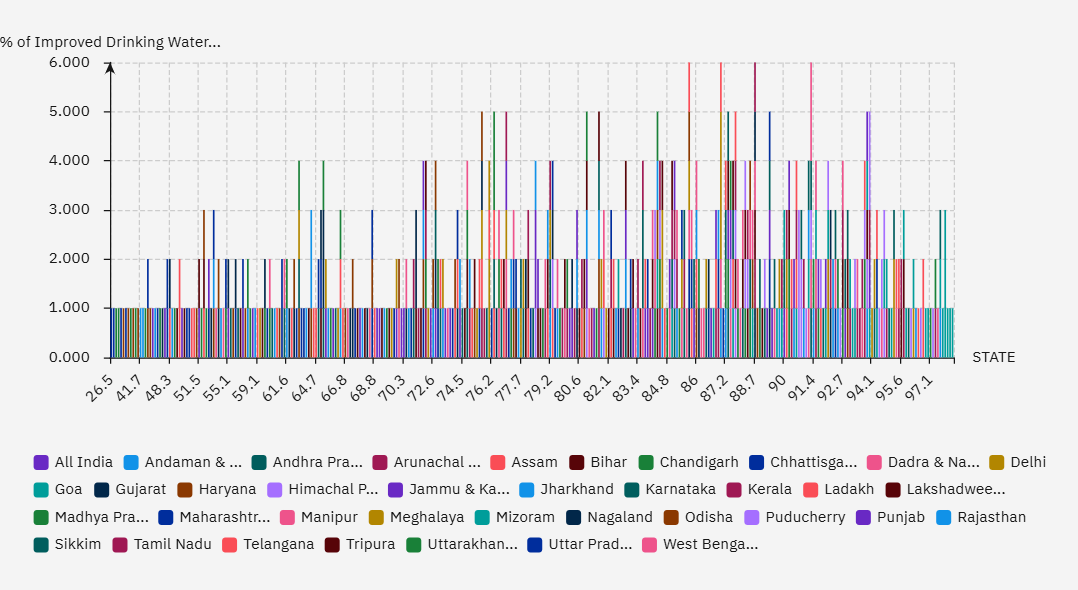 % of Improved Drinking Water...
6.000
5.000
4.000
3.000
2.000
1.000
0.000
STATE
26.5 41.7 48.3 51.5 55.1 59.1 61.6 64.7 66.8 68.8 70.3 72.6 74.5 76.2 77.7 79.2 80.6 82.1 83.4 84.8 86 87.2 88.7 90 91.4 92.7 94.1 95.6 97.1
All India Andaman & ... Andhra Pra... Arunachal ... Assam Bihar Chandigarh Chhattisga... Dadra & Na... Delhi
Goa Gujarat Haryana Himachal P... Jammu & Ka... Jharkhand Karnataka Kerala Ladakh Lakshadwee...
Madhya Pra... Maharashtr... Manipur Meghalaya Mizoram Nagaland Odisha Puducherry Punjab Rajasthan
Sikkim Tamil Nadu Telangana Tripura Uttarakhan... Uttar Prad... West Benga...